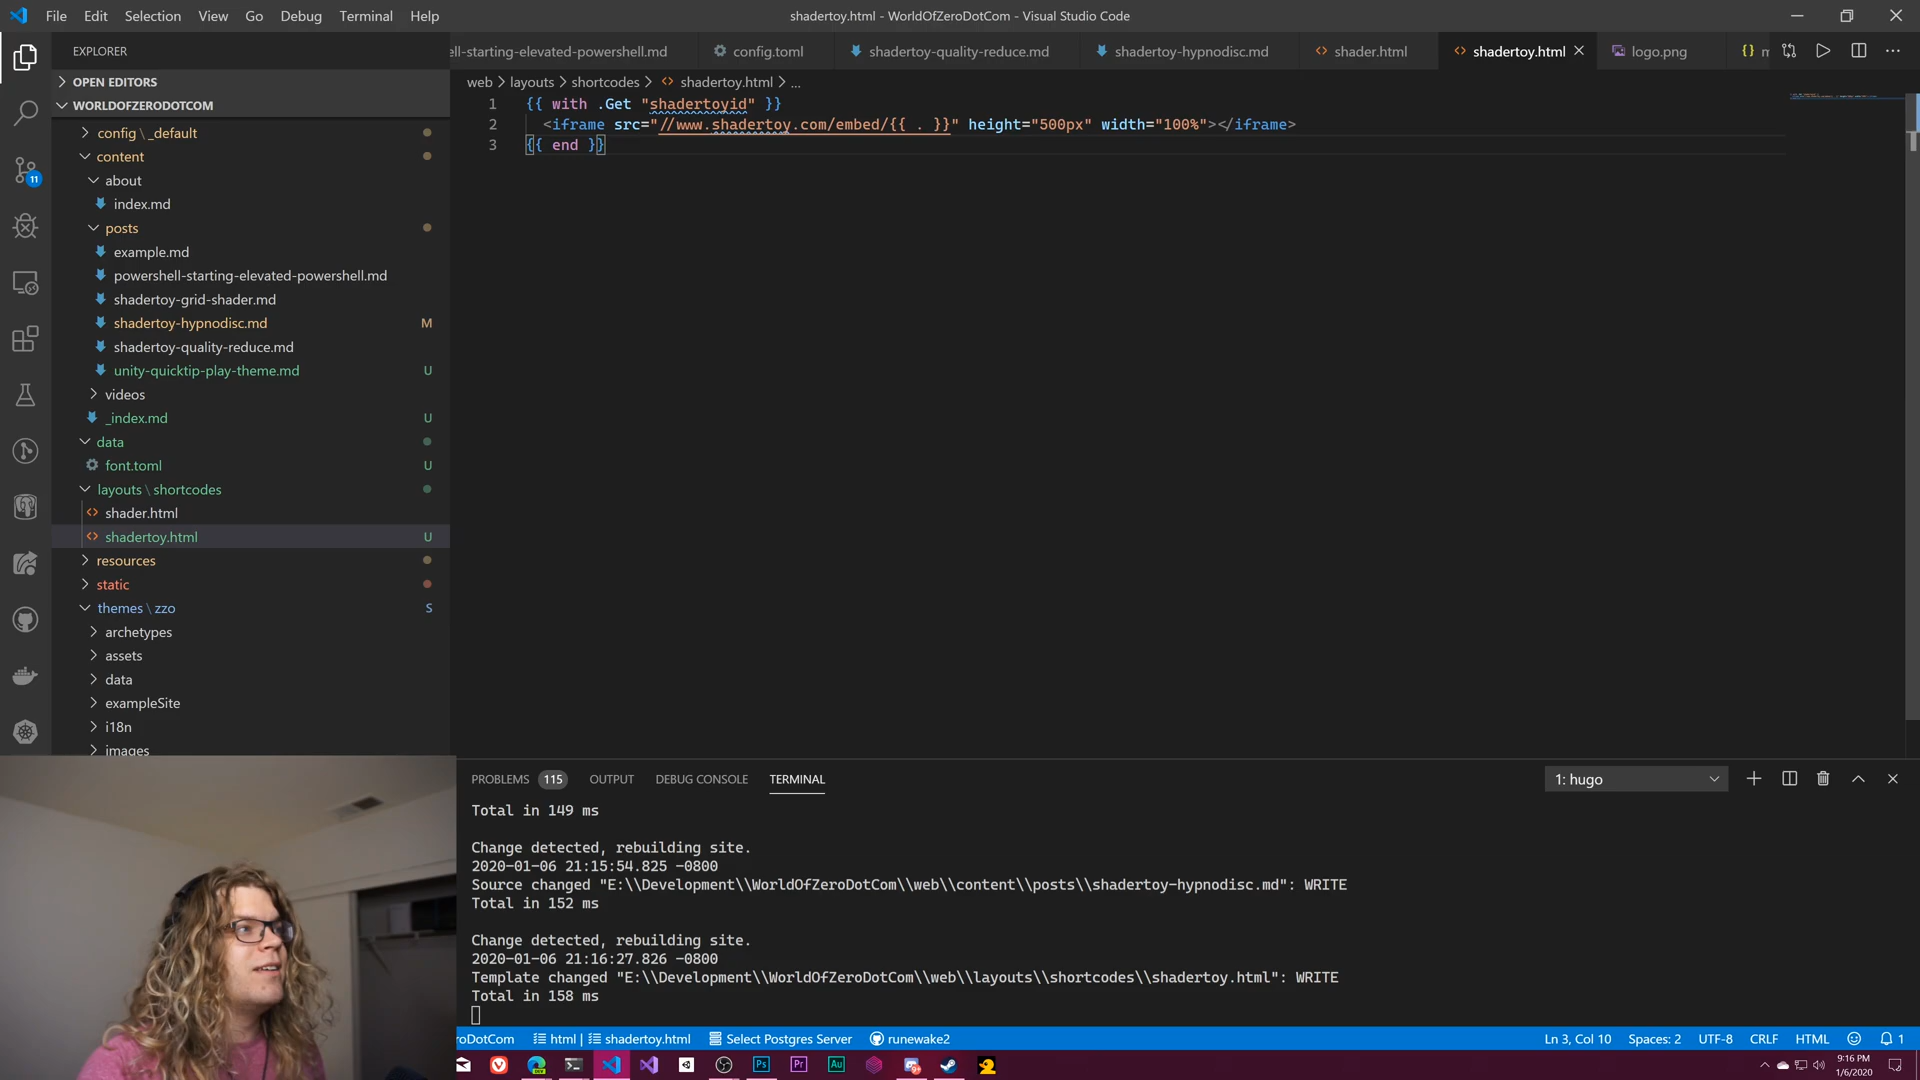 File Edit Selection View Go Debug Terminal Help
shadertoy.html - WorldOfZeroDotCom - Visual Studio Code
EXPLORER
ell-starting-elevated-powershell.md config.toml shadertoy-quality-reduce.md shadertoy-hypnodisc.md shader.html shadertoy.html logo.png {} m
OPEN EDITORS
WORLDOFZERODOTCOM
config \ _default
content
about
index.md
posts
example.md
powershell-starting-elevated-powershell.md
shadertoy-grid-shader.md
shadertoy-hypnodisc.md M
shadertoy-quality-reduce.md
unity-quicktip-play-theme.md U
videos
_index.md U
data
font.toml U
layouts \ shortcodes
shader.html
shadertoy.html U
resources
static
themes \ zzo S
archetypes
assets
data
exampleSite
i18n
images
11
web > layouts > shortcodes > shadertoy.html > ...
1 {{ with .Get "shadertoyid" }}
2 <iframe src="//www.shadertoy.com/embed/{{ . }}" height="500px" width="100%"></iframe>
3 {{ end }}
PROBLEMS 115 OUTPUT DEBUG CONSOLE TERMINAL 1: hugo
Total in 149 ms
Change detected, rebuilding site.
2020-01-06 21:15:54.825 -0800
Source changed "E:\\Development\\WorldOfZeroDotCom\\web\\content\\posts\\shadertoy-hypnodisc.md": WRITE
Total in 152 ms
Change detected, rebuilding site.
2020-01-06 21:16:27.826 -0800
Template changed "E:\\Development\\WorldOfZeroDotCom\\web\\layouts\\shortcodes\\shadertoy.html": WRITE
Total in 158 ms
roDotCom html | shadertoy.html Select Postgres Server runewake2 Ln 3, Col 10 Spaces: 2 UTF-8 CRLF HTML 1
Ps Pr Au
9:16 PM
1/6/2020